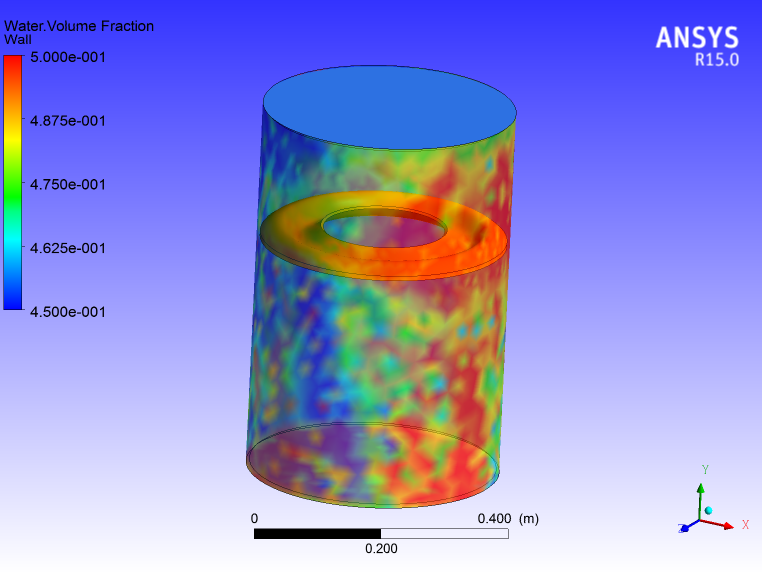 Water.Volume Fraction
Wall
5.000e-001
4.875e-001
4.750e-001
4.625e-001
4.500e-001
ANSYS
R15.0
0
0.400 (m)
0.200
Y
X
Z